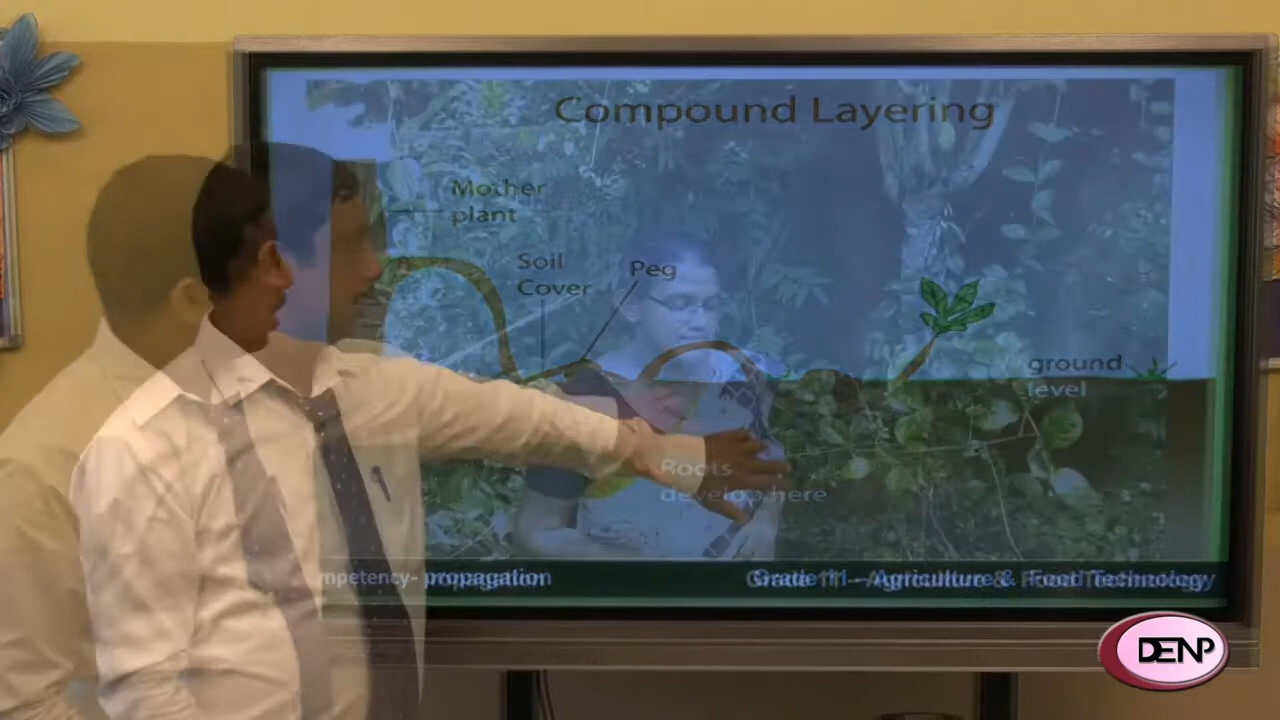 Compound Layering
Mother
plant
Soil
Cover
Peg
ground
level
Roots
develop here
mpetency- propagation
Grade 11 - Agriculture & Food Technology
DENP